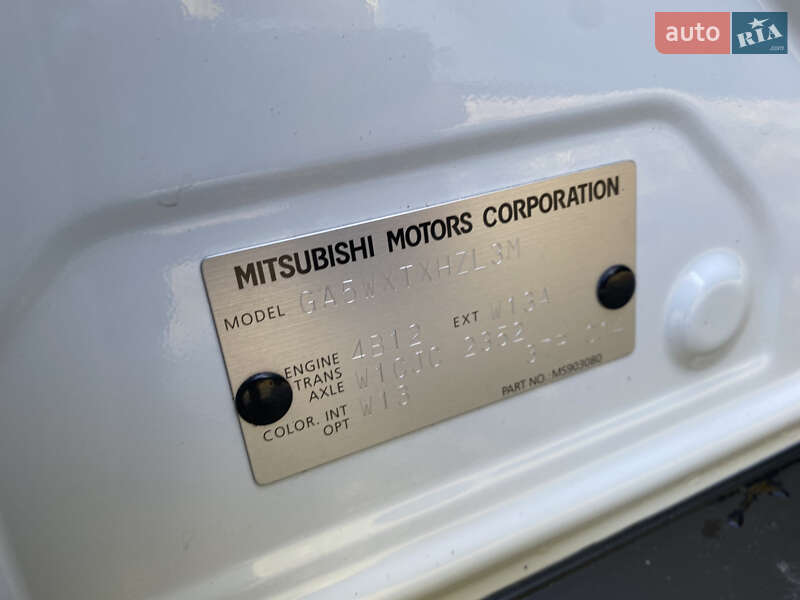 auto RIA .com
MITSUBISHI MOTORS CORPORATION
MODEL GA5WXTXHZL3M
ENGINE 4B12 EXT W13A
TRANS AXLE W1CJC 2352
COLOR. INT W13
OPT
PART NO.: MS903080